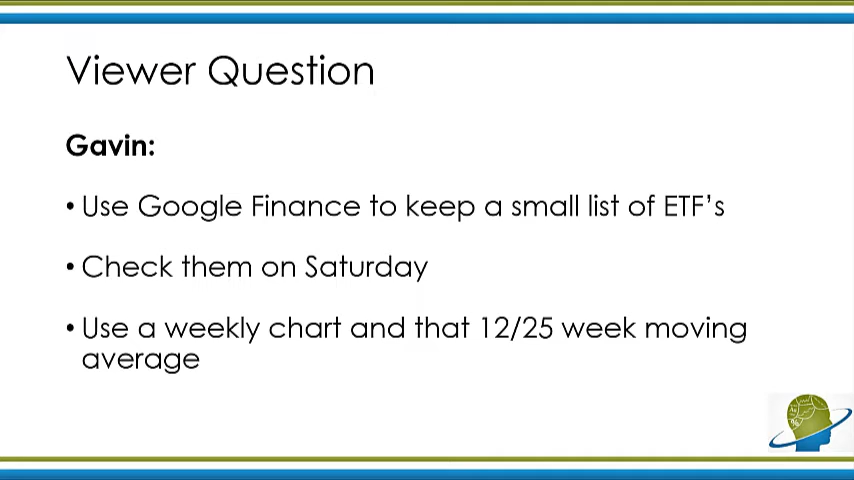 Viewer Question
Gavin:
• Use Google Finance to keep a small list of ETF's
• Check them on Saturday
• Use a weekly chart and that 12/25 week moving
average